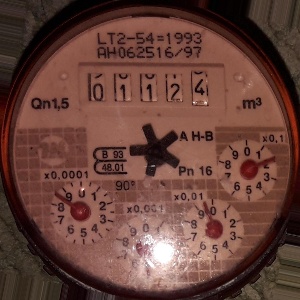 LT2-54=1993
AH062516/97
01124
Qn1,5 m³
A H-B
B 93
48.01
Pn 16
90°
x0,1
x0,01
x0,001
x0,0001